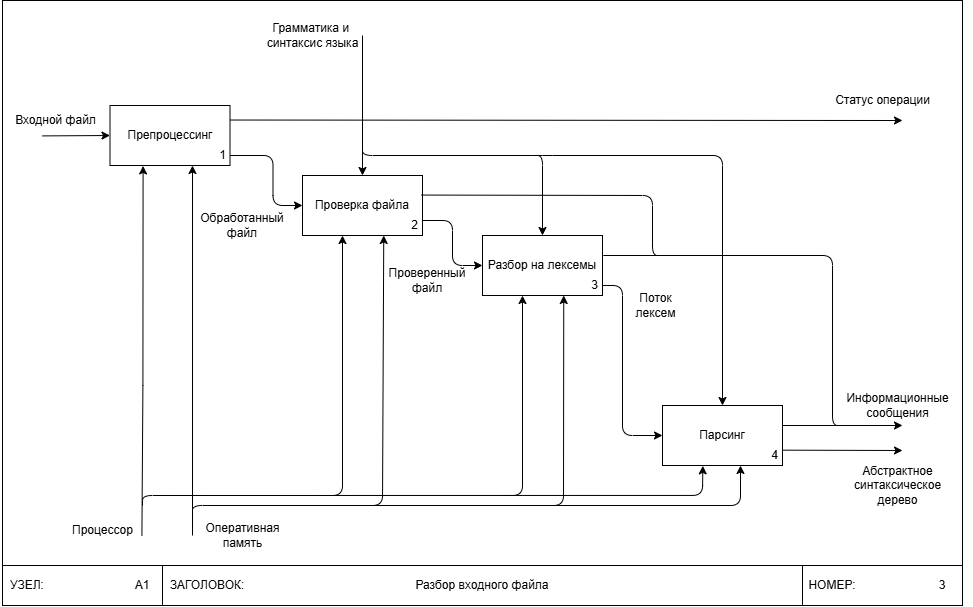 Грамматика и
синтаксис языка
Статус операции
Входной файл
Препроцессинг
1
Проверка файла
2
Обработанный
файл
Проверенный
файл
Разбор на лексемы
3
Поток
лексем
Информационные
сообщения
Парсинг
4
Абстрактное
синтаксическое
дерево
Процессор
Оперативная
память
УЗЕЛ:
А1
ЗАГОЛОВОК:
Разбор входного файла
НОМЕР:
3